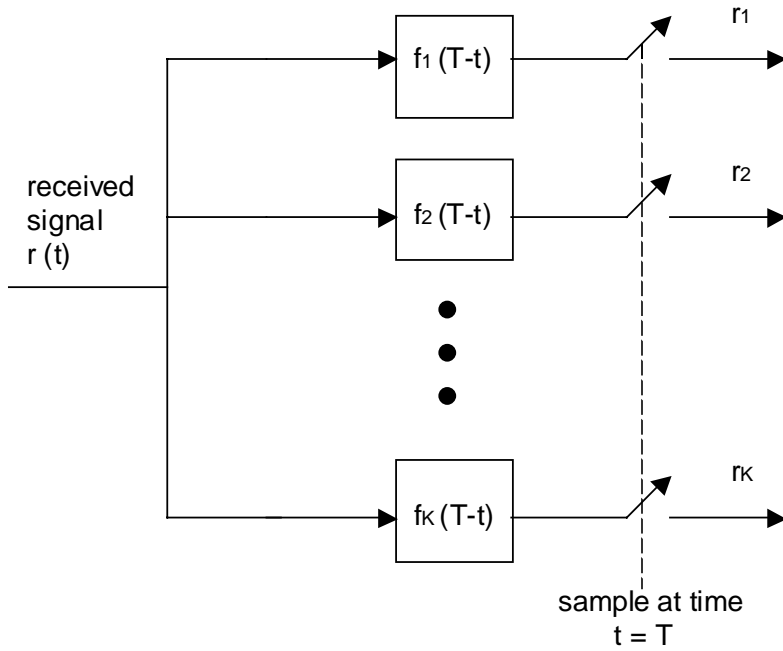 r1
f1 (T-t)
received
signal
r (t)
r2
f2 (T-t)
rK
fK (T-t)
sample at time
t = T